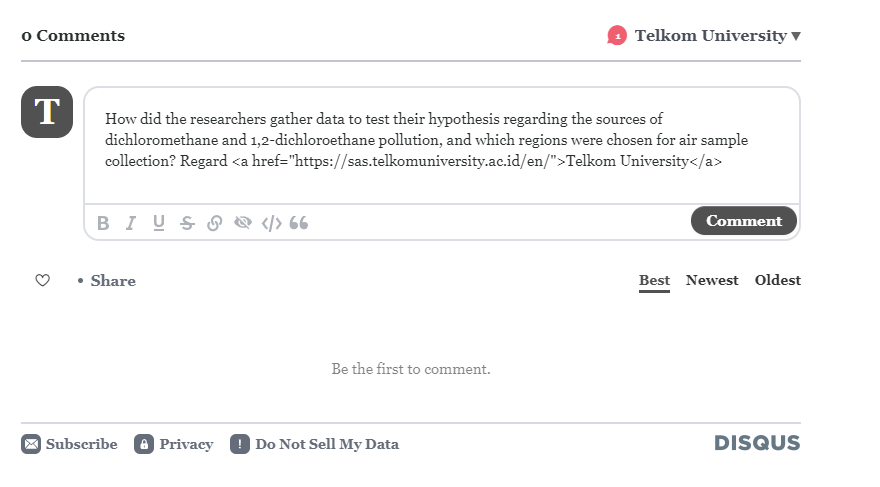 0 Comments
1 Telkom University ▼
T
How did the researchers gather data to test their hypothesis regarding the sources of
dichloromethane and 1,2-dichloroethane pollution, and which regions were chosen for air sample
collection? Regard <a href="https://sas.telkomuniversity.ac.id/en/">Telkom University</a>
B I U S </> Comment
• Share
Best Newest Oldest
Be the first to comment.
Subscribe Privacy ! Do Not Sell My Data
DISQUS